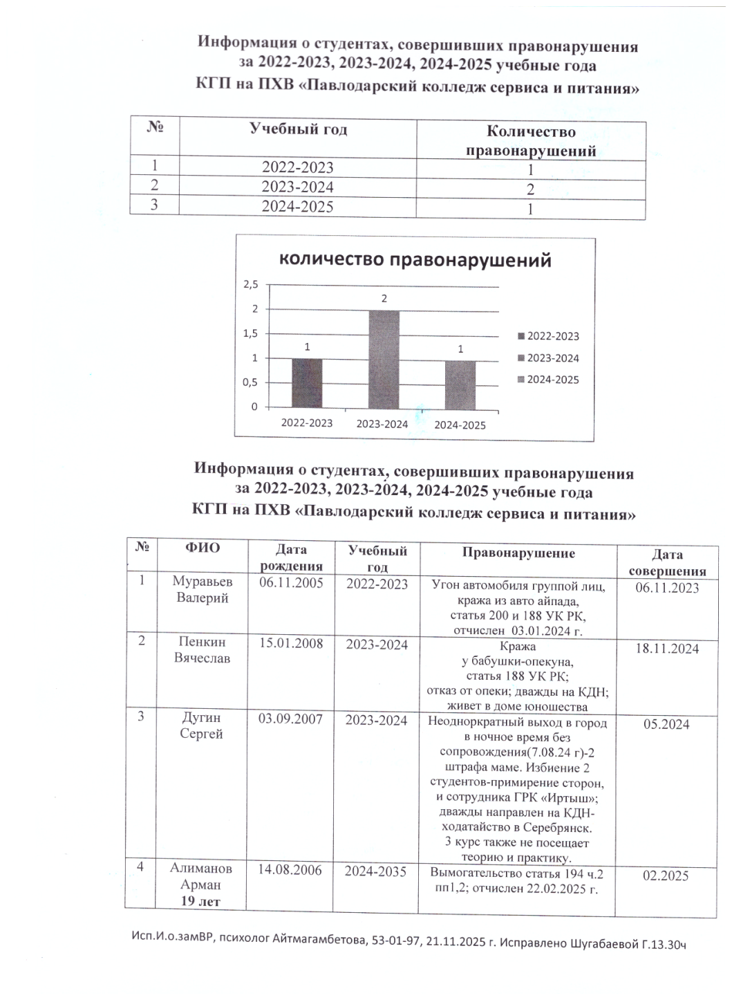 Информация о студентах, совершивших правонарушения
за 2022-2023, 2023-2024, 2024-2025 учебные года
КГП на ПХВ «Павлодарский колледж сервиса и питания»
№ Учебный год Количество
правонарушений
1 2022-2023 1
2 2023-2024 2
3 2024-2025 1
количество правонарушений
2,5
2
1,5
1
0,5
0
1
2
1
2022-2023 2023-2024 2024-2025
2022-2023
2023-2024
2024-2025
Информация о студентах, совершивших правонарушения
за 2022-2023, 2023-2024, 2024-2025 учебные года
КГП на ПХВ «Павлодарский колледж сервиса и питания»
№ ФИО Дата Учебный Правонарушение Дата
рождения год совершения
1 Муравьев 06.11.2005 2022-2023 Угон автомобиля группой лиц, 06.11.2023
Валерий кража из авто айпада,
статья 200 и 188 УК РК,
отчислен 03.01.2024 г.
2 Пенкин 15.01.2008 2023-2024 Кража 18.11.2024
Вячеслав у бабушки-опекуна,
статья 188 УК РК;
отказ от опеки; дважды на КДН;
живет в доме юношества
3 Дугин 03.09.2007 2023-2024 Неодноркратный выход в город 05.2024
Сергей в ночное время без
сопровождения(7.08.24 г)-2
штрафа маме. Избиение 2
студентов-примирение сторон,
и сотрудника ГРК «Иртыш»;
дважды направлен на КДН-
ходатайство в Серебрянск.
3 курс также не посещает
теорию и практику.
4 Алиманов 14.08.2006 2024-2035 Вымогательство статья 194 ч.2 02.2025
Арман пп1,2; отчислен 22.02.2025 г.
19 лет
Исп.И.о.замВР, психолог Айтмагамбетова, 53-01-97, 21.11.2025 г. Исправлено Шугабаевой Г.13.30ч